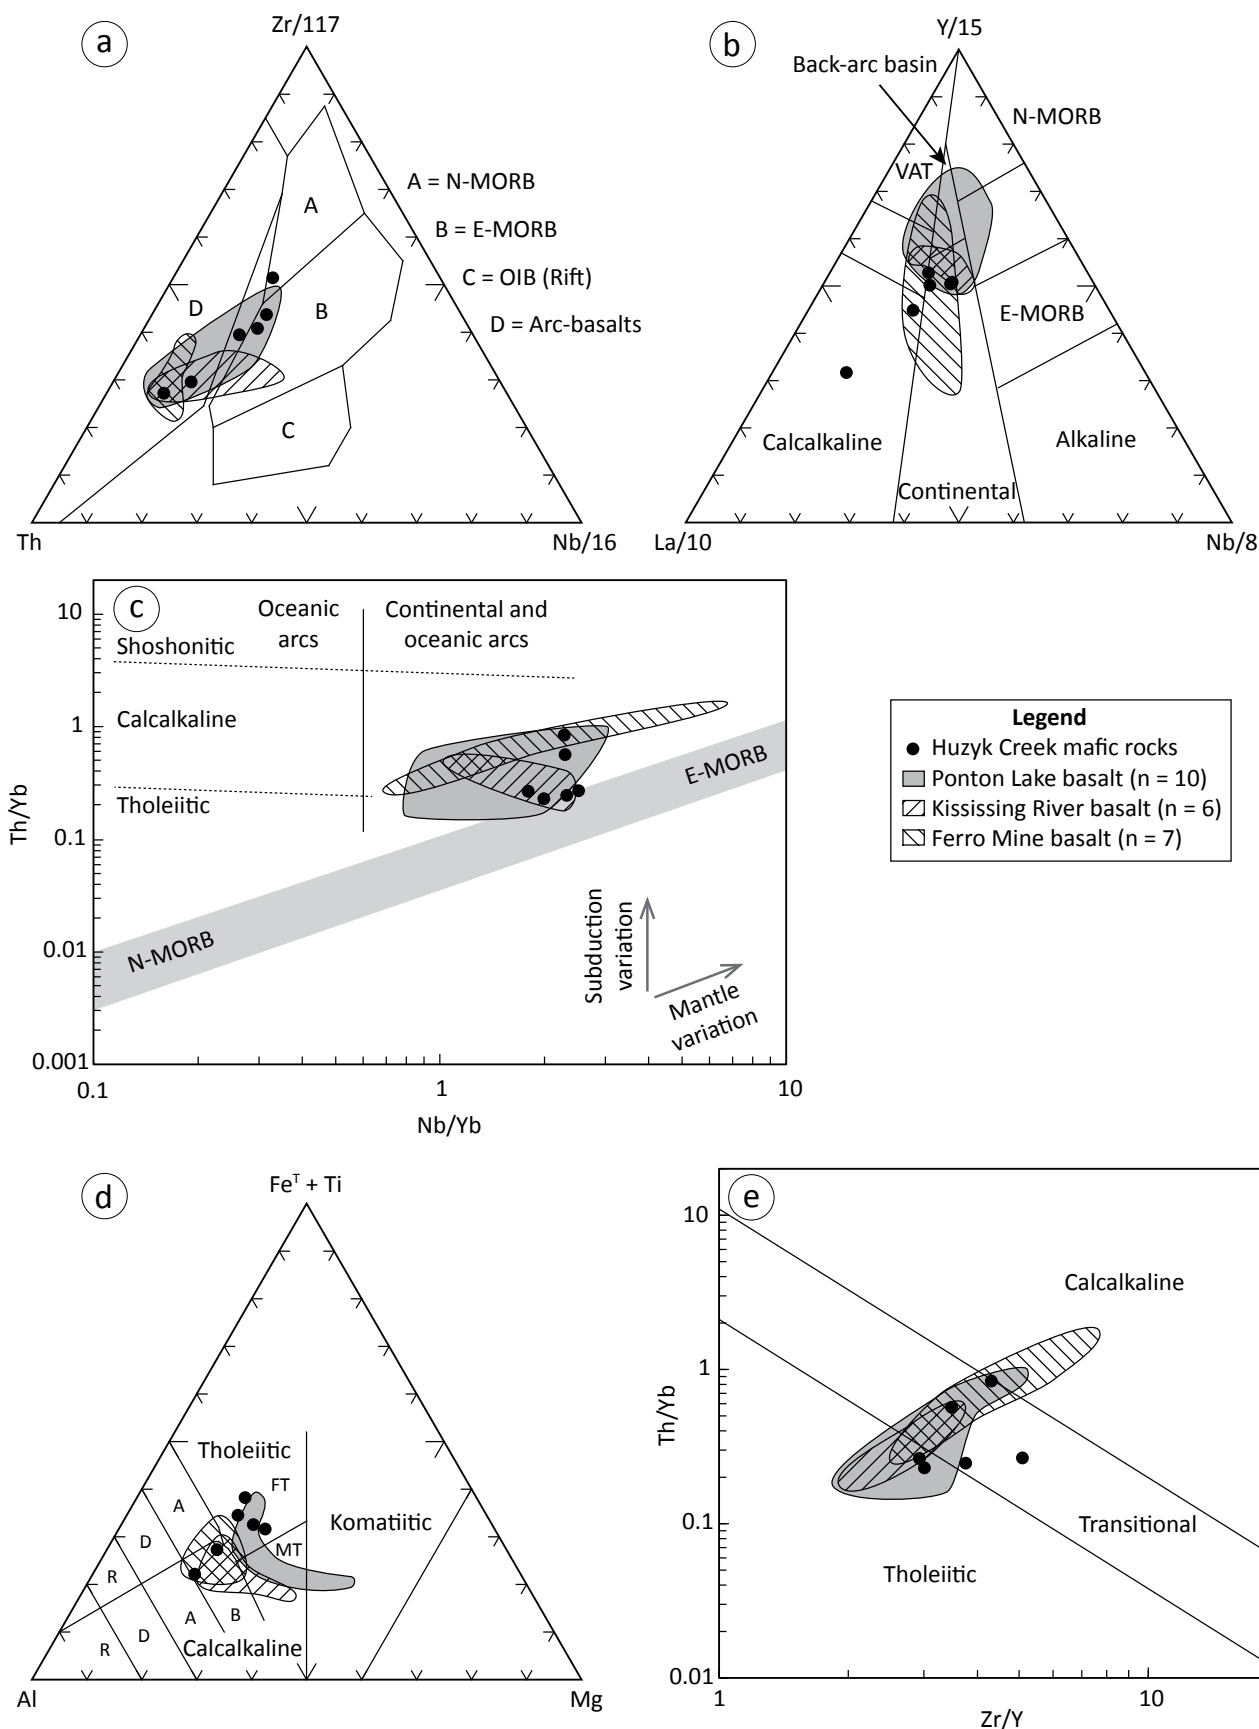 a
Zr/117
A
B
C
D
A = N-MORB
B = E-MORB
C = OIB (Rift)
D = Arc-basalts
Th
Nb/16
b
Y/15
Back-arc basin
N-MORB
VAT
E-MORB
Calcalkaline
Alkaline
Continental
La/10
Nb/8
c
Oceanic
arcs
Continental and
oceanic arcs
Shoshonitic
Calcalkaline
Tholeiitic
E-MORB
N-MORB
Subduction
variation
Mantle
variation
10
1
0.1
0.01
0.001
Th/Yb
0.1
1
10
Nb/Yb
Legend
Huzyk Creek mafic rocks
Ponton Lake basalt (n = 10)
Kississing River basalt (n = 6)
Ferro Mine basalt (n = 7)
d
Feᵀ + Ti
Tholeiitic
FT
A
Komatiitic
D
MT
R
A
B
D
R
Calcalkaline
Al
Mg
e
10
1
0.1
0.01
Th/Yb
Calcalkaline
Transitional
Tholeiitic
1
10
Zr/Y